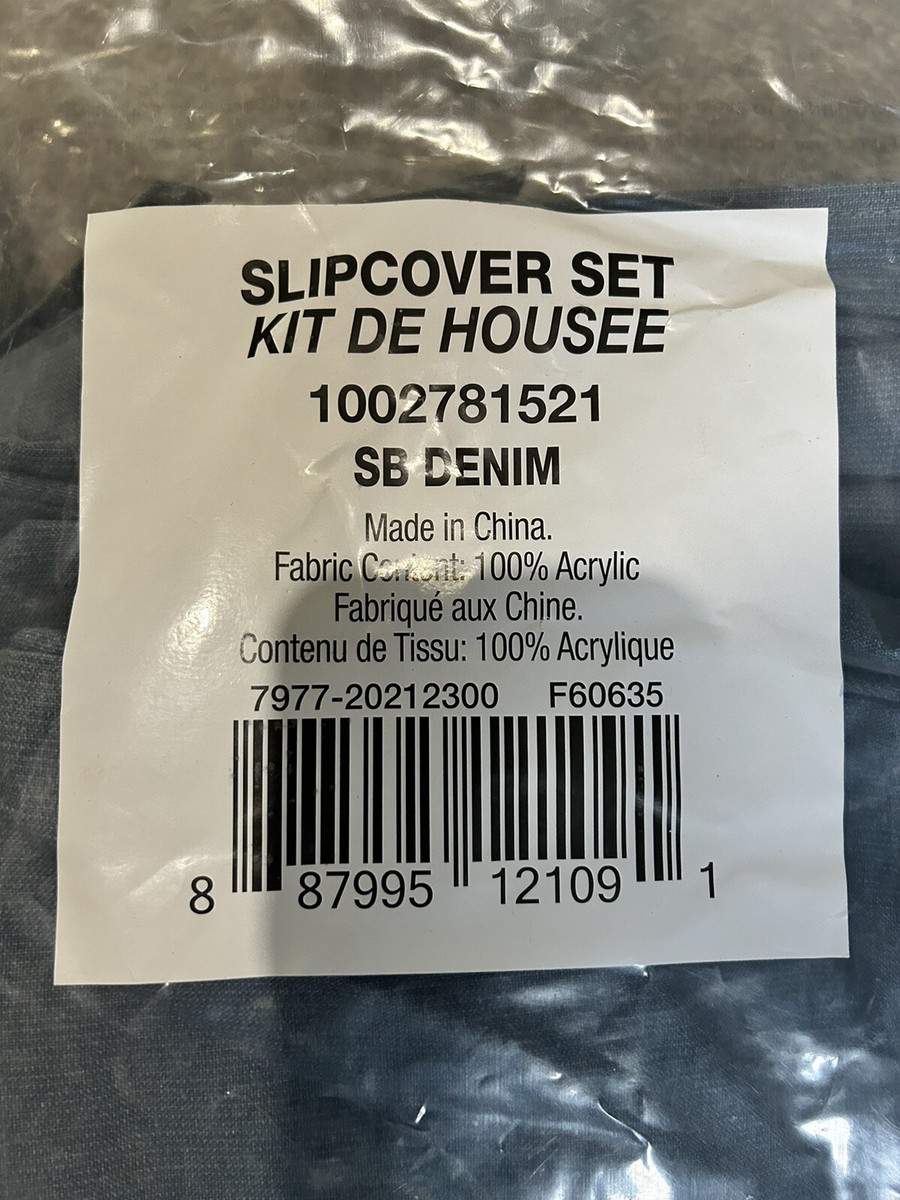 SLIPCOVER SET
KIT DE HOUSEE
1002781521
SB DENIM
Made in China.
Fabric Content: 100% Acrylic
Fabriqué aux Chine.
Contenu de Tissu: 100% Acrylique
7977-20212300 F60635
8 87995 12109 1